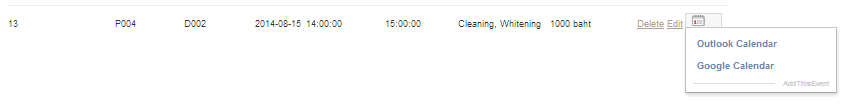 13 P004 D002 2014-08-15 14:00:00 15:00:00 Cleaning, Whitening 1000 baht Delete Edit
Outlook Calendar
Google Calendar
AddThisEvent